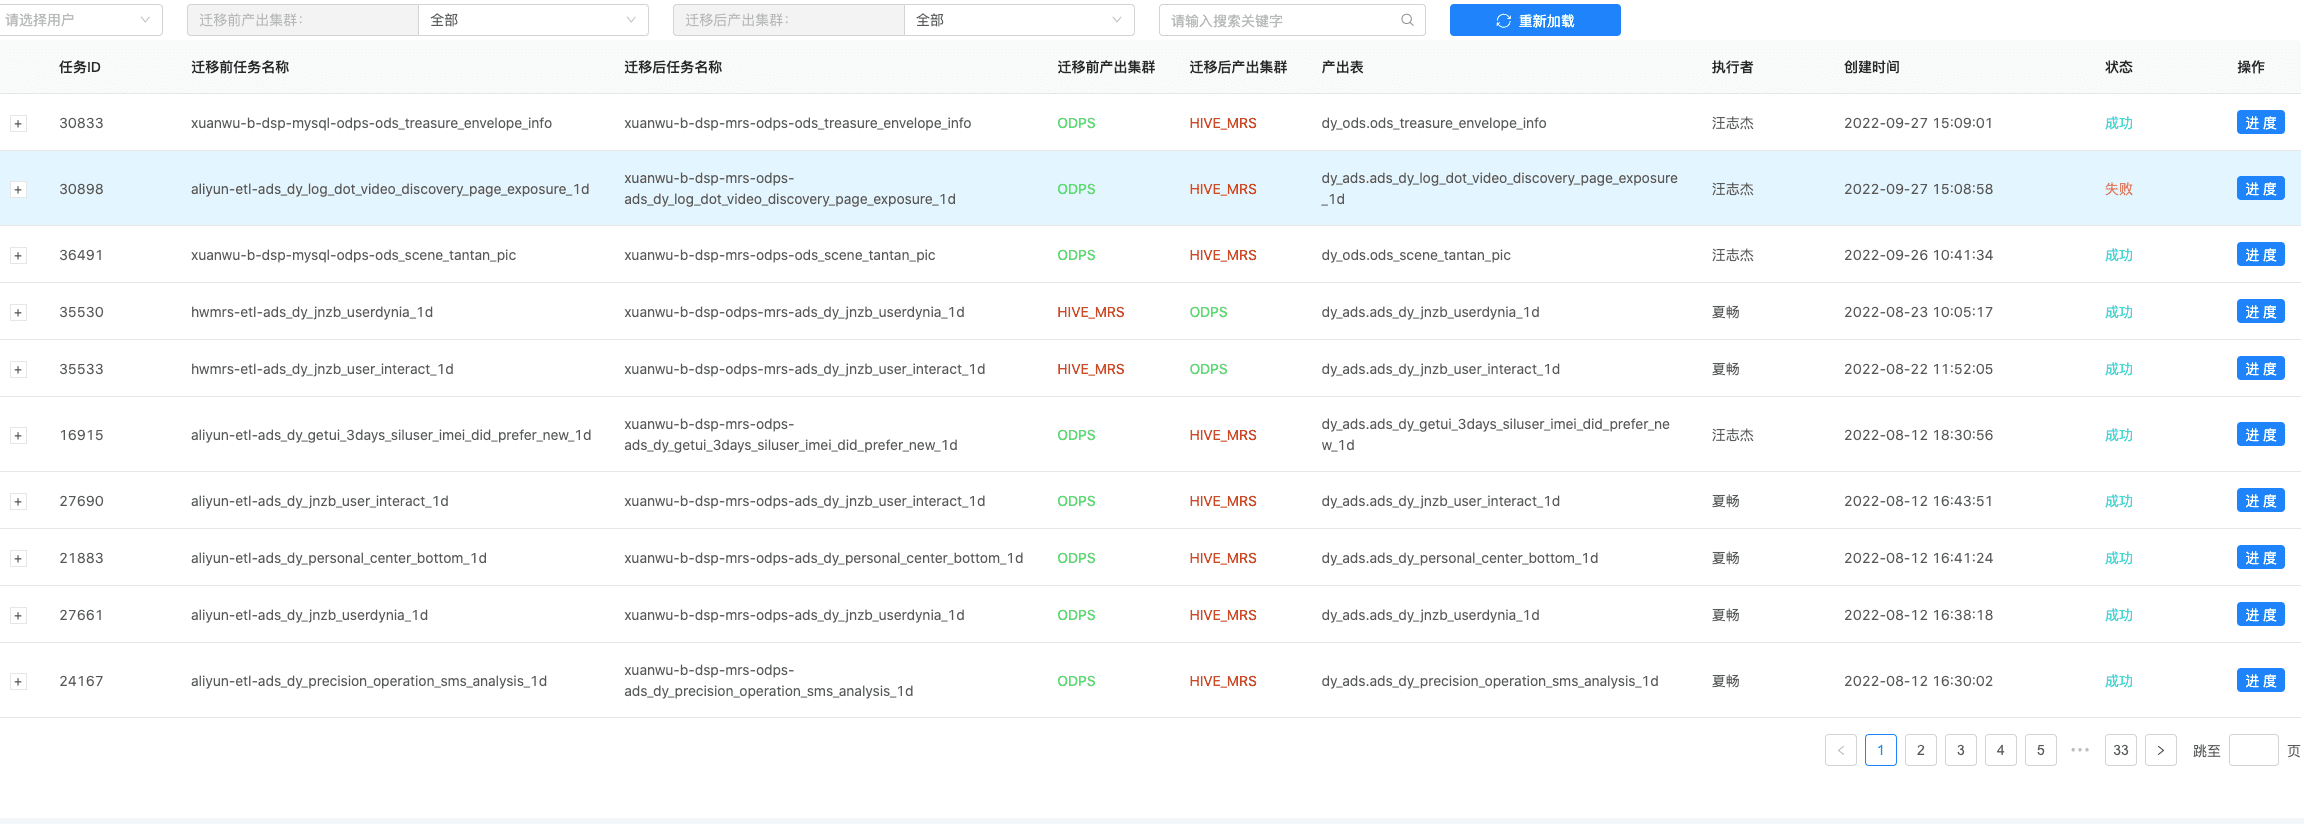 请选择用户 迁移前产出集群: 全部 迁移后产出集群: 全部 请输入搜索关键字 重新加载
任务ID 迁移前任务名称 迁移后任务名称 迁移前产出集群 迁移后产出集群 产出表 执行者 创建时间 状态 操作
30833 xuanwu-b-dsp-mysql-odps-ods_treasure_envelope_info xuanwu-b-dsp-mrs-odps-ods_treasure_envelope_info ODPS HIVE_MRS dy_ods.ods_treasure_envelope_info 汪志杰 2022-09-27 15:09:01 成功 进 度
xuanwu-b-dsp-mrs-odps- dy_ads.ads_dy_log_dot_video_discovery_page_exposure
30898 aliyun-etl-ads_dy_log_dot_video_discovery_page_exposure_1d ODPS HIVE_MRS 汪志杰 2022-09-27 15:08:58 失败 进 度
ads_dy_log_dot_video_discovery_page_exposure_1d _1d
36491 xuanwu-b-dsp-mysql-odps-ods_scene_tantan_pic xuanwu-b-dsp-mrs-odps-ods_scene_tantan_pic ODPS HIVE_MRS dy_ods.ods_scene_tantan_pic 汪志杰 2022-09-26 10:41:34 成功 进 度
35530 hwmrs-etl-ads_dy_jnzb_userdynia_1d xuanwu-b-dsp-odps-mrs-ads_dy_jnzb_userdynia_1d HIVE_MRS ODPS dy_ads.ads_dy_jnzb_userdynia_1d 夏畅 2022-08-23 10:05:17 成功 进 度
35533 hwmrs-etl-ads_dy_jnzb_user_interact_1d xuanwu-b-dsp-odps-mrs-ads_dy_jnzb_user_interact_1d HIVE_MRS ODPS dy_ads.ads_dy_jnzb_user_interact_1d 夏畅 2022-08-22 11:52:05 成功 进 度
xuanwu-b-dsp-mrs-odps- dy_ads.ads_dy_getui_3days_siluser_imei_did_prefer_ne
16915 aliyun-etl-ads_dy_getui_3days_siluser_imei_did_prefer_new_1d ODPS HIVE_MRS 汪志杰 2022-08-12 18:30:56 成功 进 度
ads_dy_getui_3days_siluser_imei_did_prefer_new_1d w_1d
27690 aliyun-etl-ads_dy_jnzb_user_interact_1d xuanwu-b-dsp-mrs-odps-ads_dy_jnzb_user_interact_1d ODPS HIVE_MRS dy_ads.ads_dy_jnzb_user_interact_1d 夏畅 2022-08-12 16:43:51 成功 进 度
21883 aliyun-etl-ads_dy_personal_center_bottom_1d xuanwu-b-dsp-mrs-odps-ads_dy_personal_center_bottom_1d ODPS HIVE_MRS dy_ads.ads_dy_personal_center_bottom_1d 夏畅 2022-08-12 16:41:24 成功 进 度
27661 aliyun-etl-ads_dy_jnzb_userdynia_1d xuanwu-b-dsp-mrs-odps-ads_dy_jnzb_userdynia_1d ODPS HIVE_MRS dy_ads.ads_dy_jnzb_userdynia_1d 夏畅 2022-08-12 16:38:18 成功 进 度
xuanwu-b-dsp-mrs-odps-
24167 aliyun-etl-ads_dy_precision_operation_sms_analysis_1d ODPS HIVE_MRS dy_ads.ads_dy_precision_operation_sms_analysis_1d 夏畅 2022-08-12 16:30:02 成功 进 度
ads_dy_precision_operation_sms_analysis_1d
< 1 2 3 4 5 ••• 33 > 跳至 页